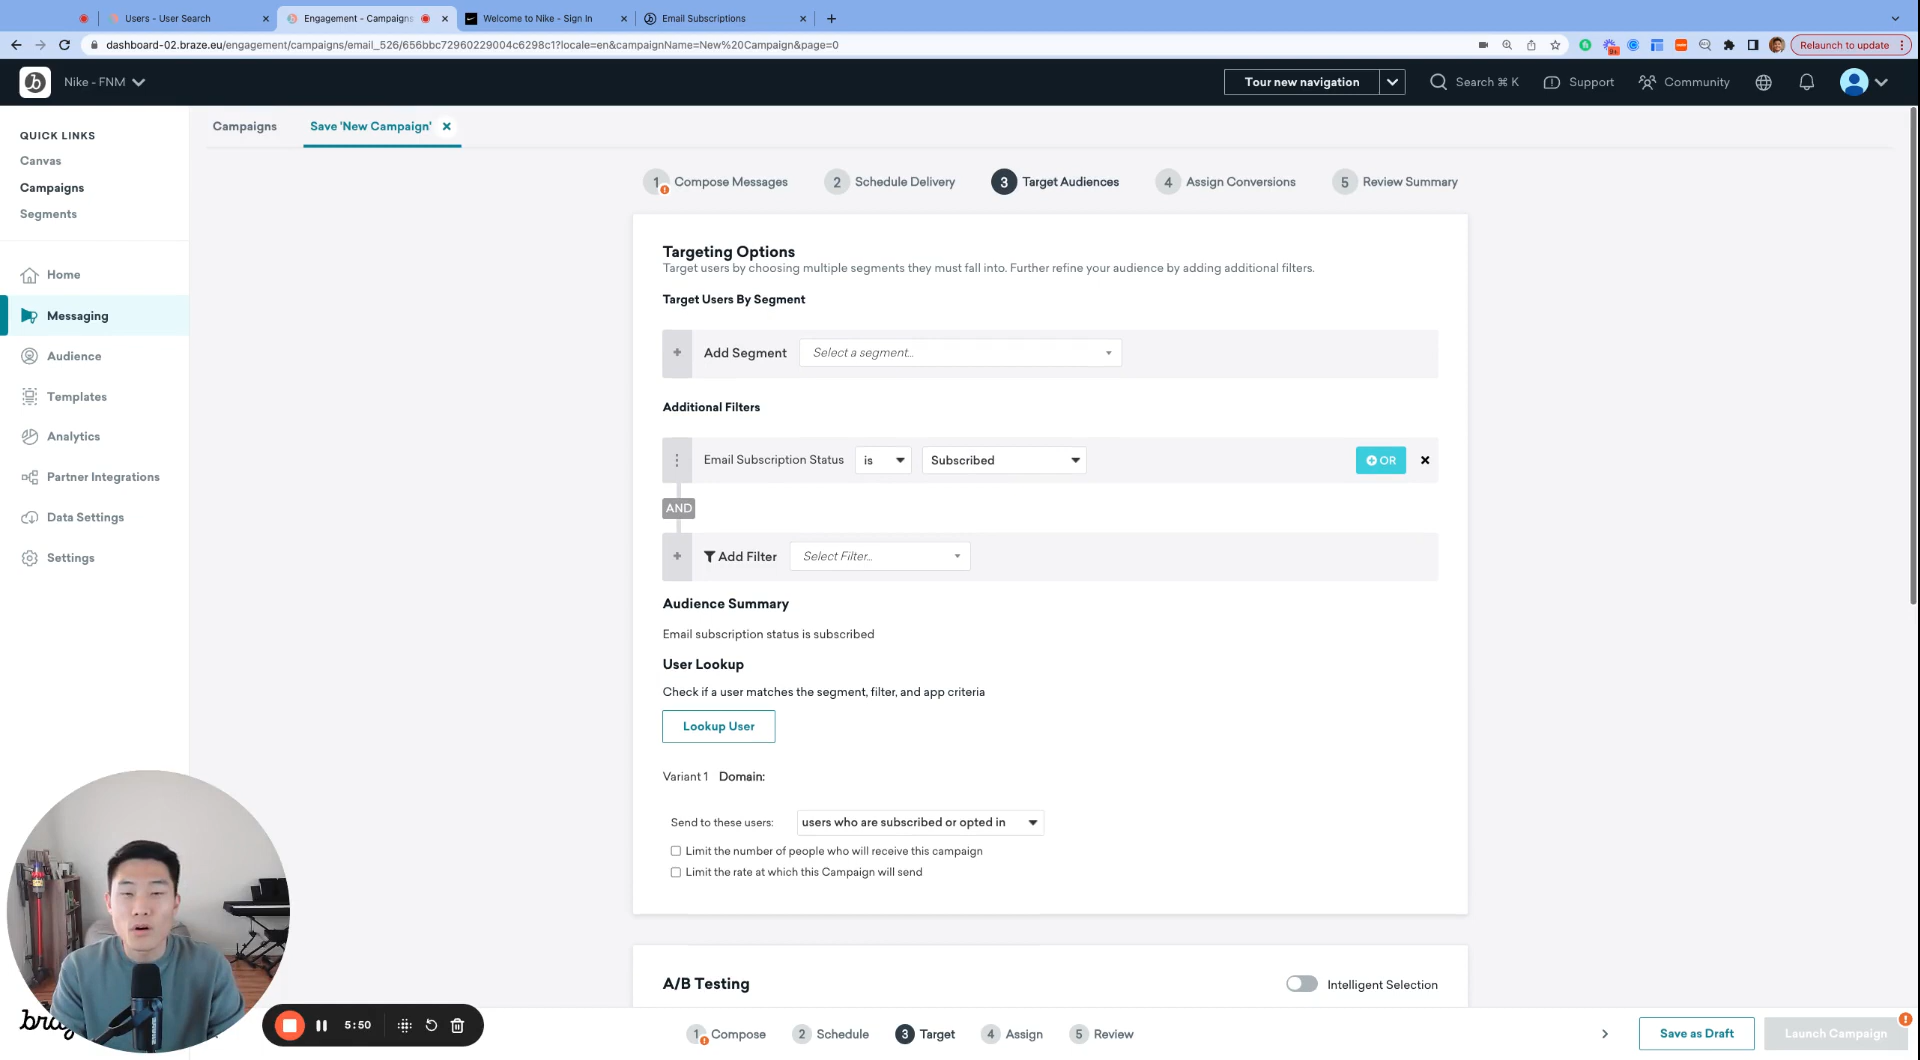 Users - User Search
Engagement - Campaigns
Welcome to Nike - Sign In
Email Subscriptions
dashboard-02.braze.eu/engagement/campaigns/email_526/656bbc72960229004c6298c1?locale=en&campaignName=New%20Campaign&page=0
Relaunch to update
Nike - FNM
Tour new navigation
Search ⌘ K
Support
Community
QUICK LINKS
Canvas
Campaigns
Segments
Home
Messaging
Audience
Templates
Analytics
Partner Integrations
Data Settings
Settings
Campaigns
Save 'New Campaign'
1 Compose Messages
2 Schedule Delivery
3 Target Audiences
4 Assign Conversions
5 Review Summary
Targeting Options
Target users by choosing multiple segments they must fall into. Further refine your audience by adding additional filters.
Target Users By Segment
Add Segment Select a segment...
Additional Filters
Email Subscription Status is Subscribed OR
AND
Add Filter Select Filter...
Audience Summary
Email subscription status is subscribed
User Lookup
Check if a user matches the segment, filter, and app criteria
Lookup User
Variant 1 Domain:
Send to these users: users who are subscribed or opted in
Limit the number of people who will receive this campaign
Limit the rate at which this Campaign will send
A/B Testing
Intelligent Selection
5:50
1 Compose
2 Schedule
3 Target
4 Assign
5 Review
Save as Draft
Launch Campaign